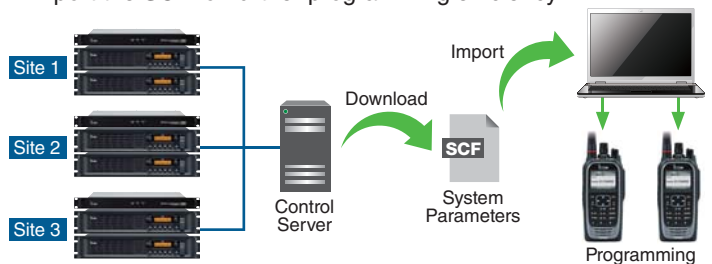 Site 1
Site 2
Site 3
Control
Server
Download
SCF
System
Parameters
Import
Programming